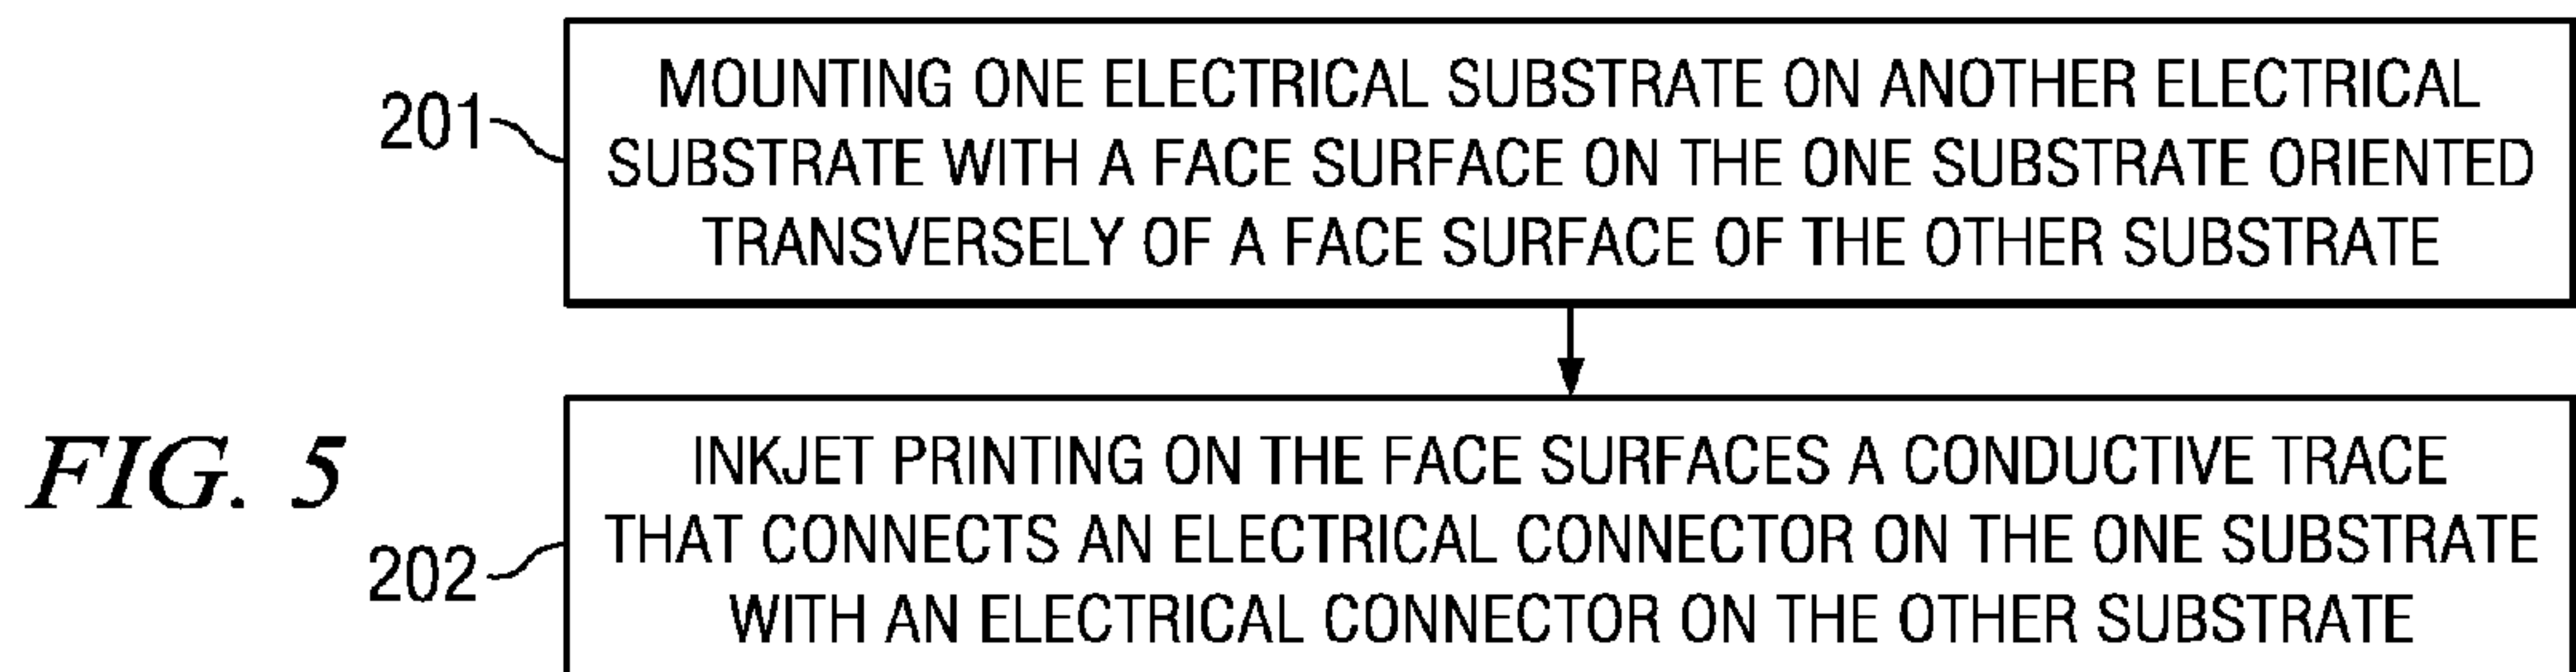 201
MOUNTING ONE ELECTRICAL SUBSTRATE ON ANOTHER ELECTRICAL
SUBSTRATE WITH A FACE SURFACE ON THE ONE SUBSTRATE ORIENTED
TRANSVERSELY OF A FACE SURFACE OF THE OTHER SUBSTRATE
FIG. 5
202
INKJET PRINTING ON THE FACE SURFACES A CONDUCTIVE TRACE
THAT CONNECTS AN ELECTRICAL CONNECTOR ON THE ONE SUBSTRATE
WITH AN ELECTRICAL CONNECTOR ON THE OTHER SUBSTRATE